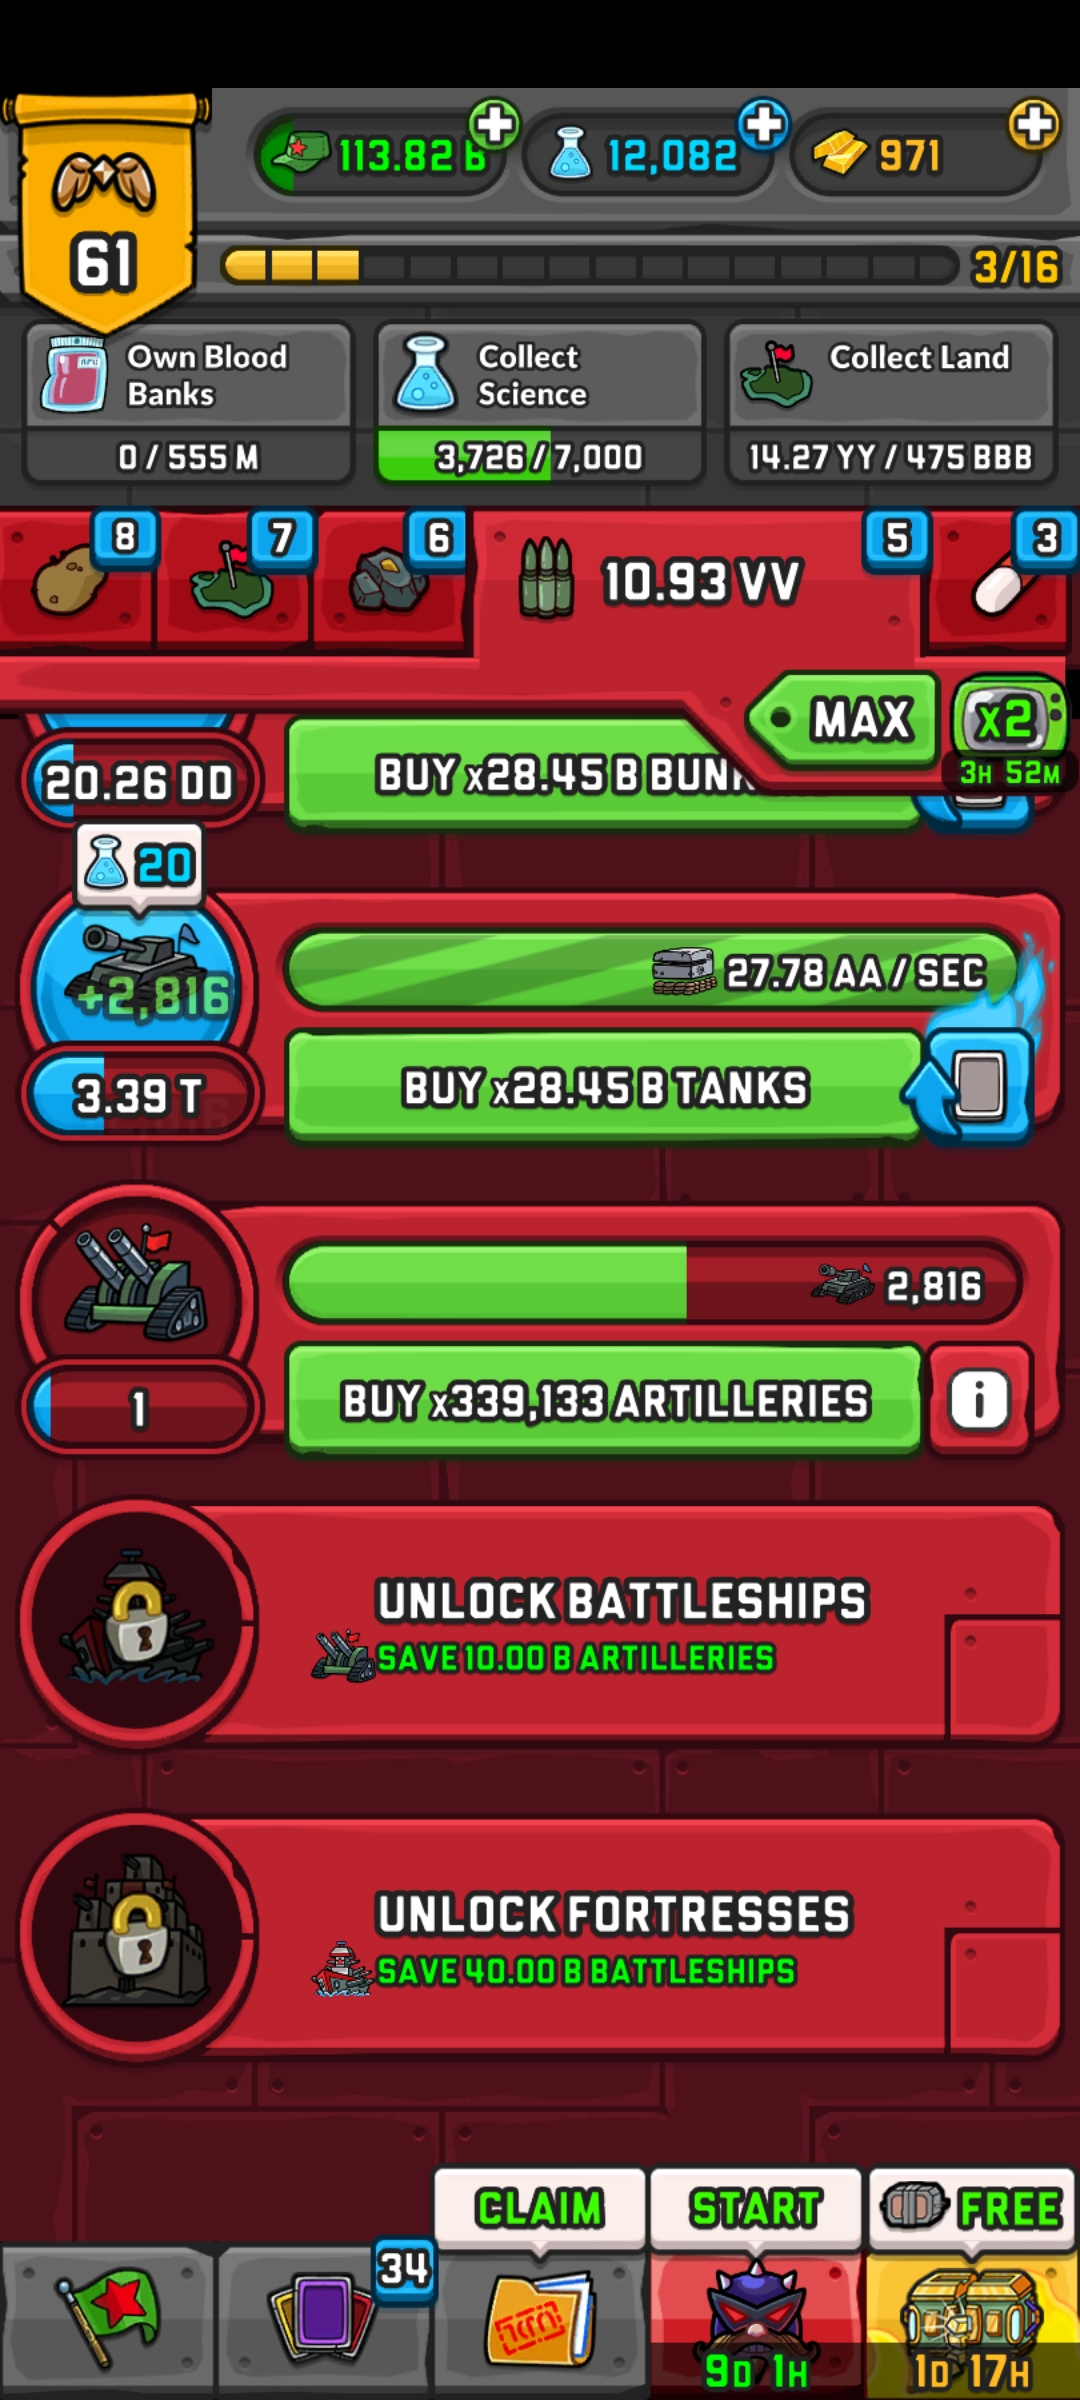 113.82 B
12,082
971
61
3/16
Own Blood
Banks
0 / 555 M
Collect
Science
3,726 / 7,000
Collect Land
14.27 YY / 475 BBB
8
7
6
10.93 VV
5
3
MAX
x2
3H 52M
20.26 DD
BUY x28.45 B
20
+2,816
27.78 AA / SEC
3.39 T
BUY x28.45 B TANKS
2,816
1
BUY x339,133 ARTILLERIES
i
UNLOCK BATTLESHIPS
SAVE 10.00 B ARTILLERIES
UNLOCK FORTRESSES
SAVE 40.00 B BATTLESHIPS
CLAIM
START
FREE
34
9D 1H
1D 17H